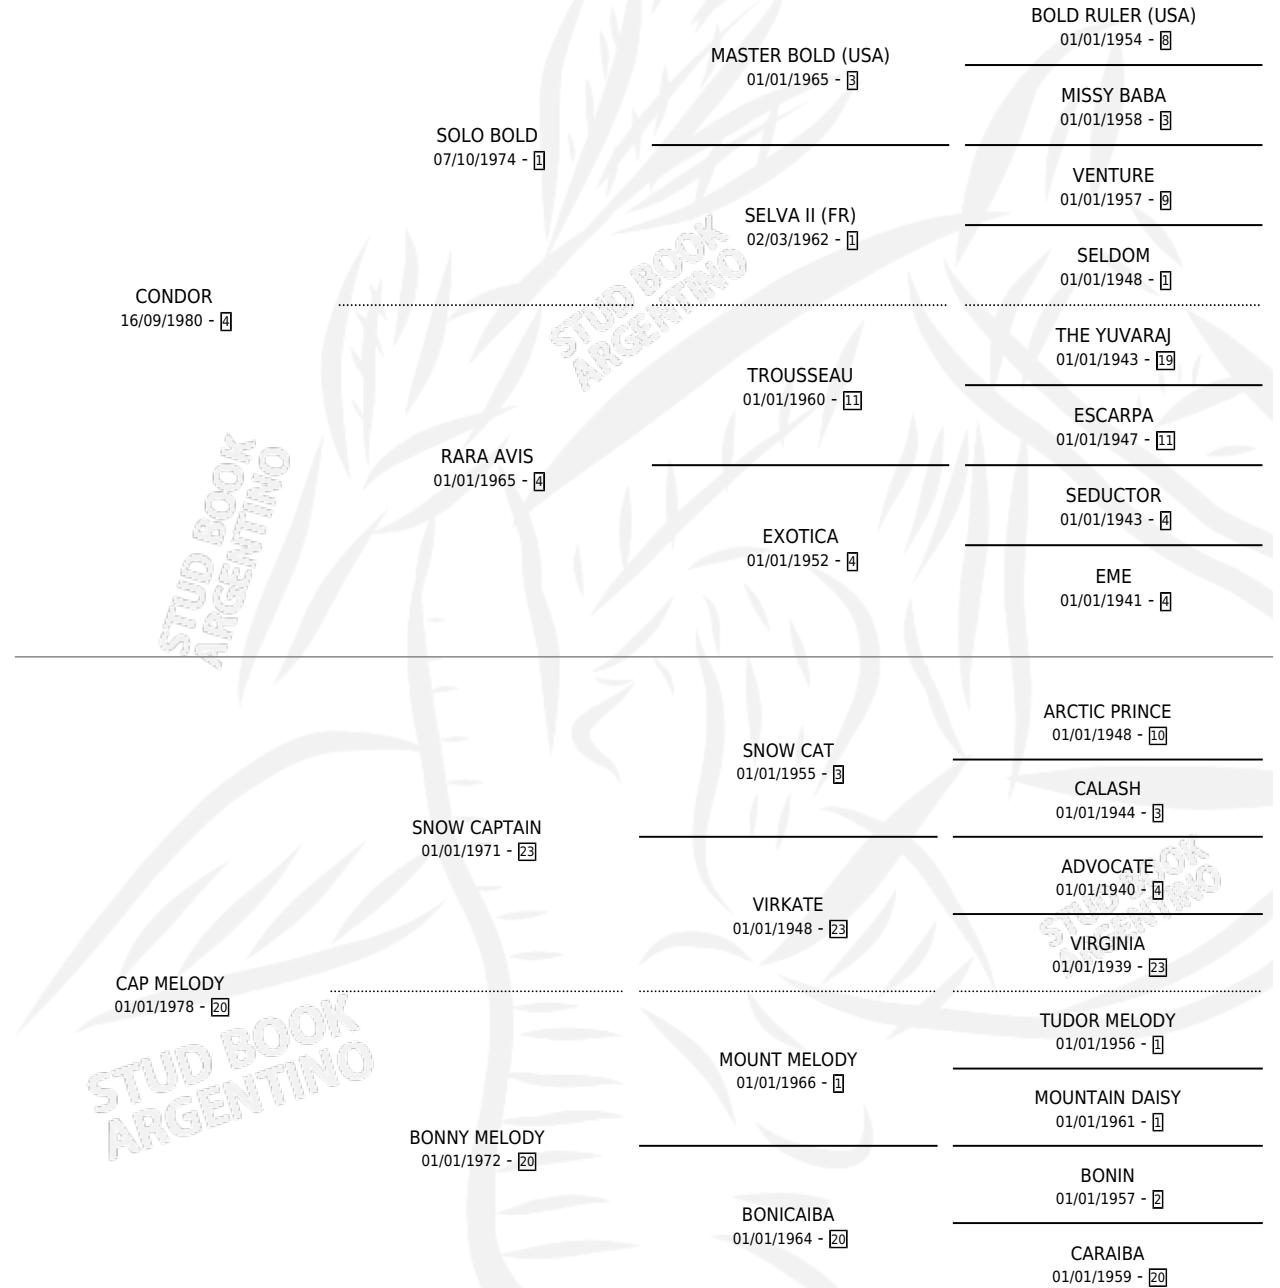 BOLD RULER (USA)
01/01/1954 - 8
MASTER BOLD (USA)
01/01/1965 - 3
MISSY BABA
01/01/1958 - 3
SOLO BOLD
07/10/1974 - 1
VENTURE
01/01/1957 - 9
SELVA II (FR)
02/03/1962 - 1
SELDOM
01/01/1948 - 1
STUD BOOK
ARGENTINO
CONDOR
16/09/1980 - 4
THE YUVARAJ
01/01/1943 - 19
TROUSSEAU
01/01/1960 - 11
ESCARPA
01/01/1947 - 11
RARA AVIS
01/01/1965 - 4
SEDUCTOR
01/01/1943 - 4
EXOTICA
01/01/1952 - 4
EME
01/01/1941 - 4
STUD BOOK
ARGENTINO
ARCTIC PRINCE
01/01/1948 - 10
SNOW CAT
01/01/1955 - 3
CALASH
01/01/1944 - 3
SNOW CAPTAIN
01/01/1971 - 23
ADVOCATE
01/01/1940 - 4
VIRKATE
01/01/1948 - 23
VIRGINIA
01/01/1939 - 23
STUD BOOK
ARGENTINO
CAP MELODY
01/01/1978 - 20
TUDOR MELODY
01/01/1956 - 1
MOUNT MELODY
01/01/1966 - 1
MOUNTAIN DAISY
01/01/1961 - 1
STUD BOOK
ARGENTINO
BONNY MELODY
01/01/1972 - 20
BONIN
01/01/1957 - 2
BONICAIBA
01/01/1964 - 20
CARAIBA
01/01/1959 - 20